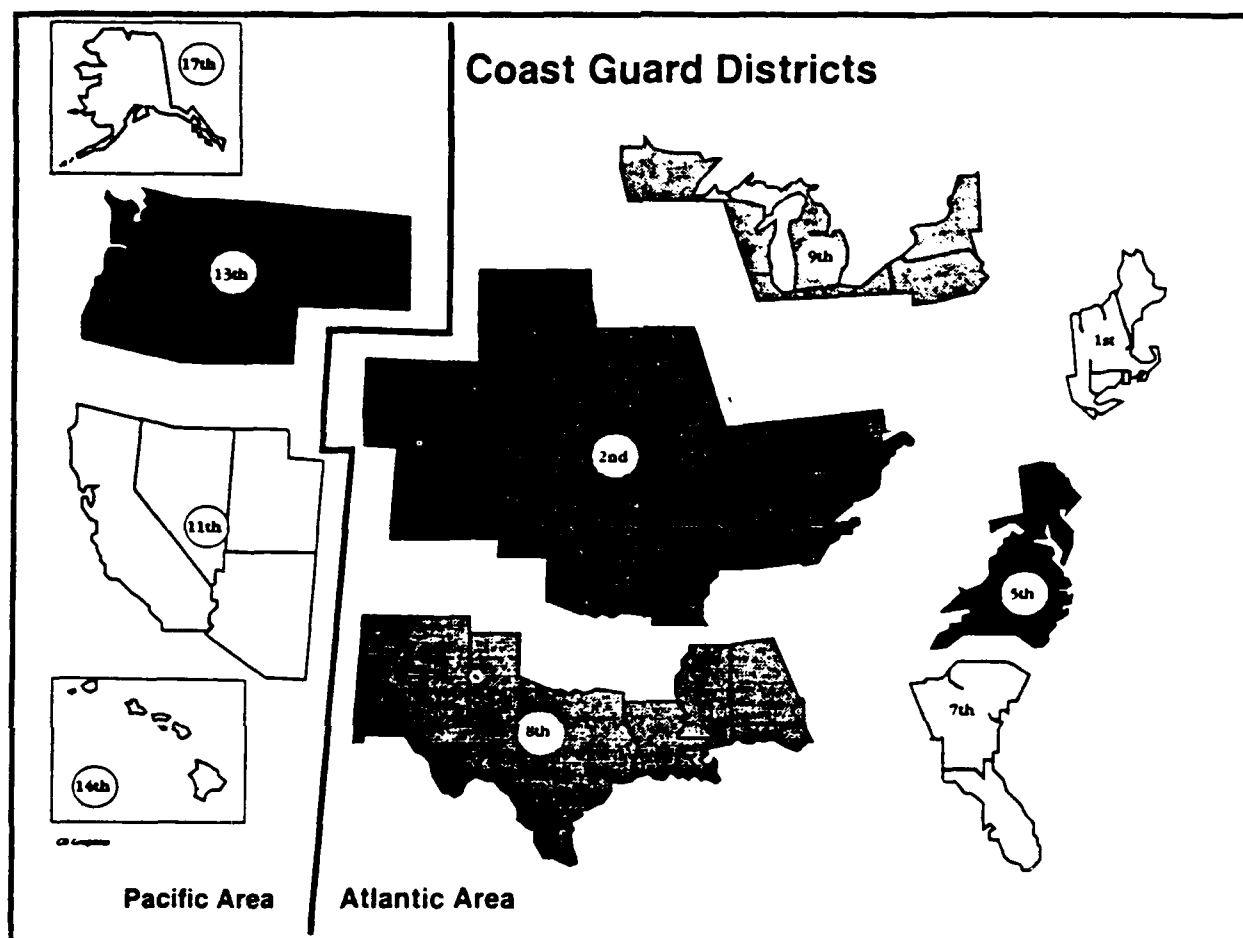 Coast Guard Districts
17th
13th
9th
1st
2nd
11th
5th
7th
8th
14th
Pacific Area
Atlantic Area